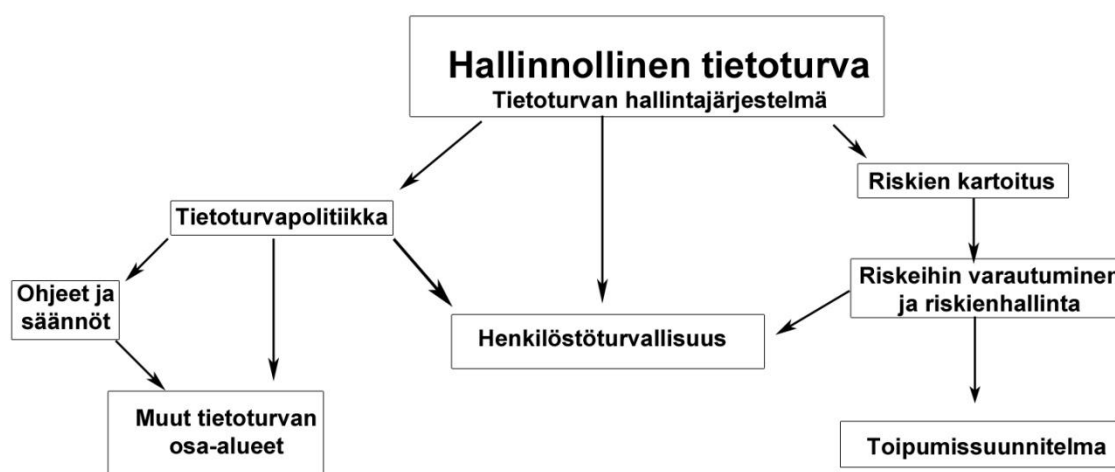 Hallinnollinen tietoturva
Tietoturvan hallintajärjestelmä
Riskien kartoitus
Tietoturvapolitiikka
Ohjeet ja
säännöt
Riskeihin varautuminen
ja riskienhallinta
Henkilöstöturvallisuus
Muut tietoturvan
osa-alueet
Toipumissuunnitelma